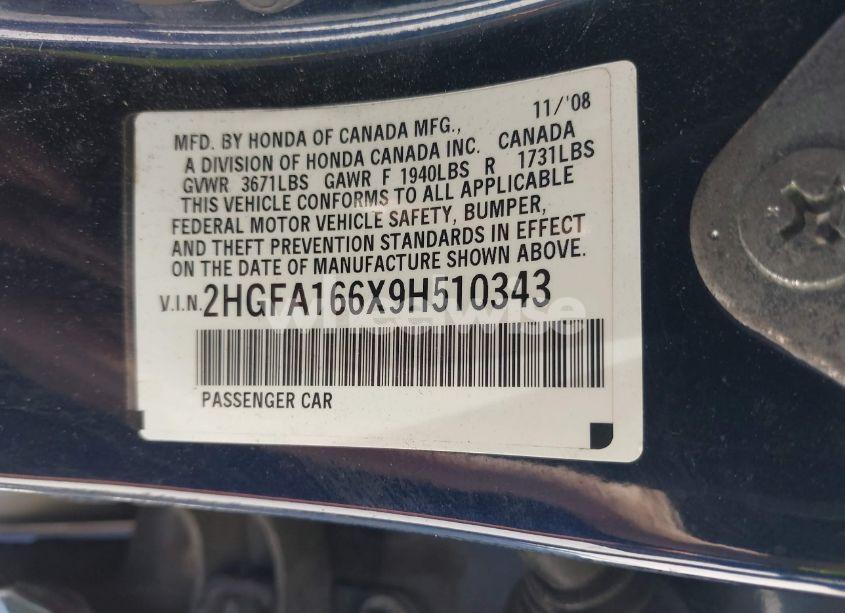 11/'08
MFD. BY HONDA OF CANADA MFG.,
A DIVISION OF HONDA CANADA INC. CANADA
GVWR 3671LBS GAWR F 1940LBS R 1731LBS
THIS VEHICLE CONFORMS TO ALL APPLICABLE
FEDERAL MOTOR VEHICLE SAFETY, BUMPER,
AND THEFT PREVENTION STANDARDS IN EFFECT
ON THE DATE OF MANUFACTURE SHOWN ABOVE.
V.I.N. 2HGFA166X9H510343
PASSENGER CAR